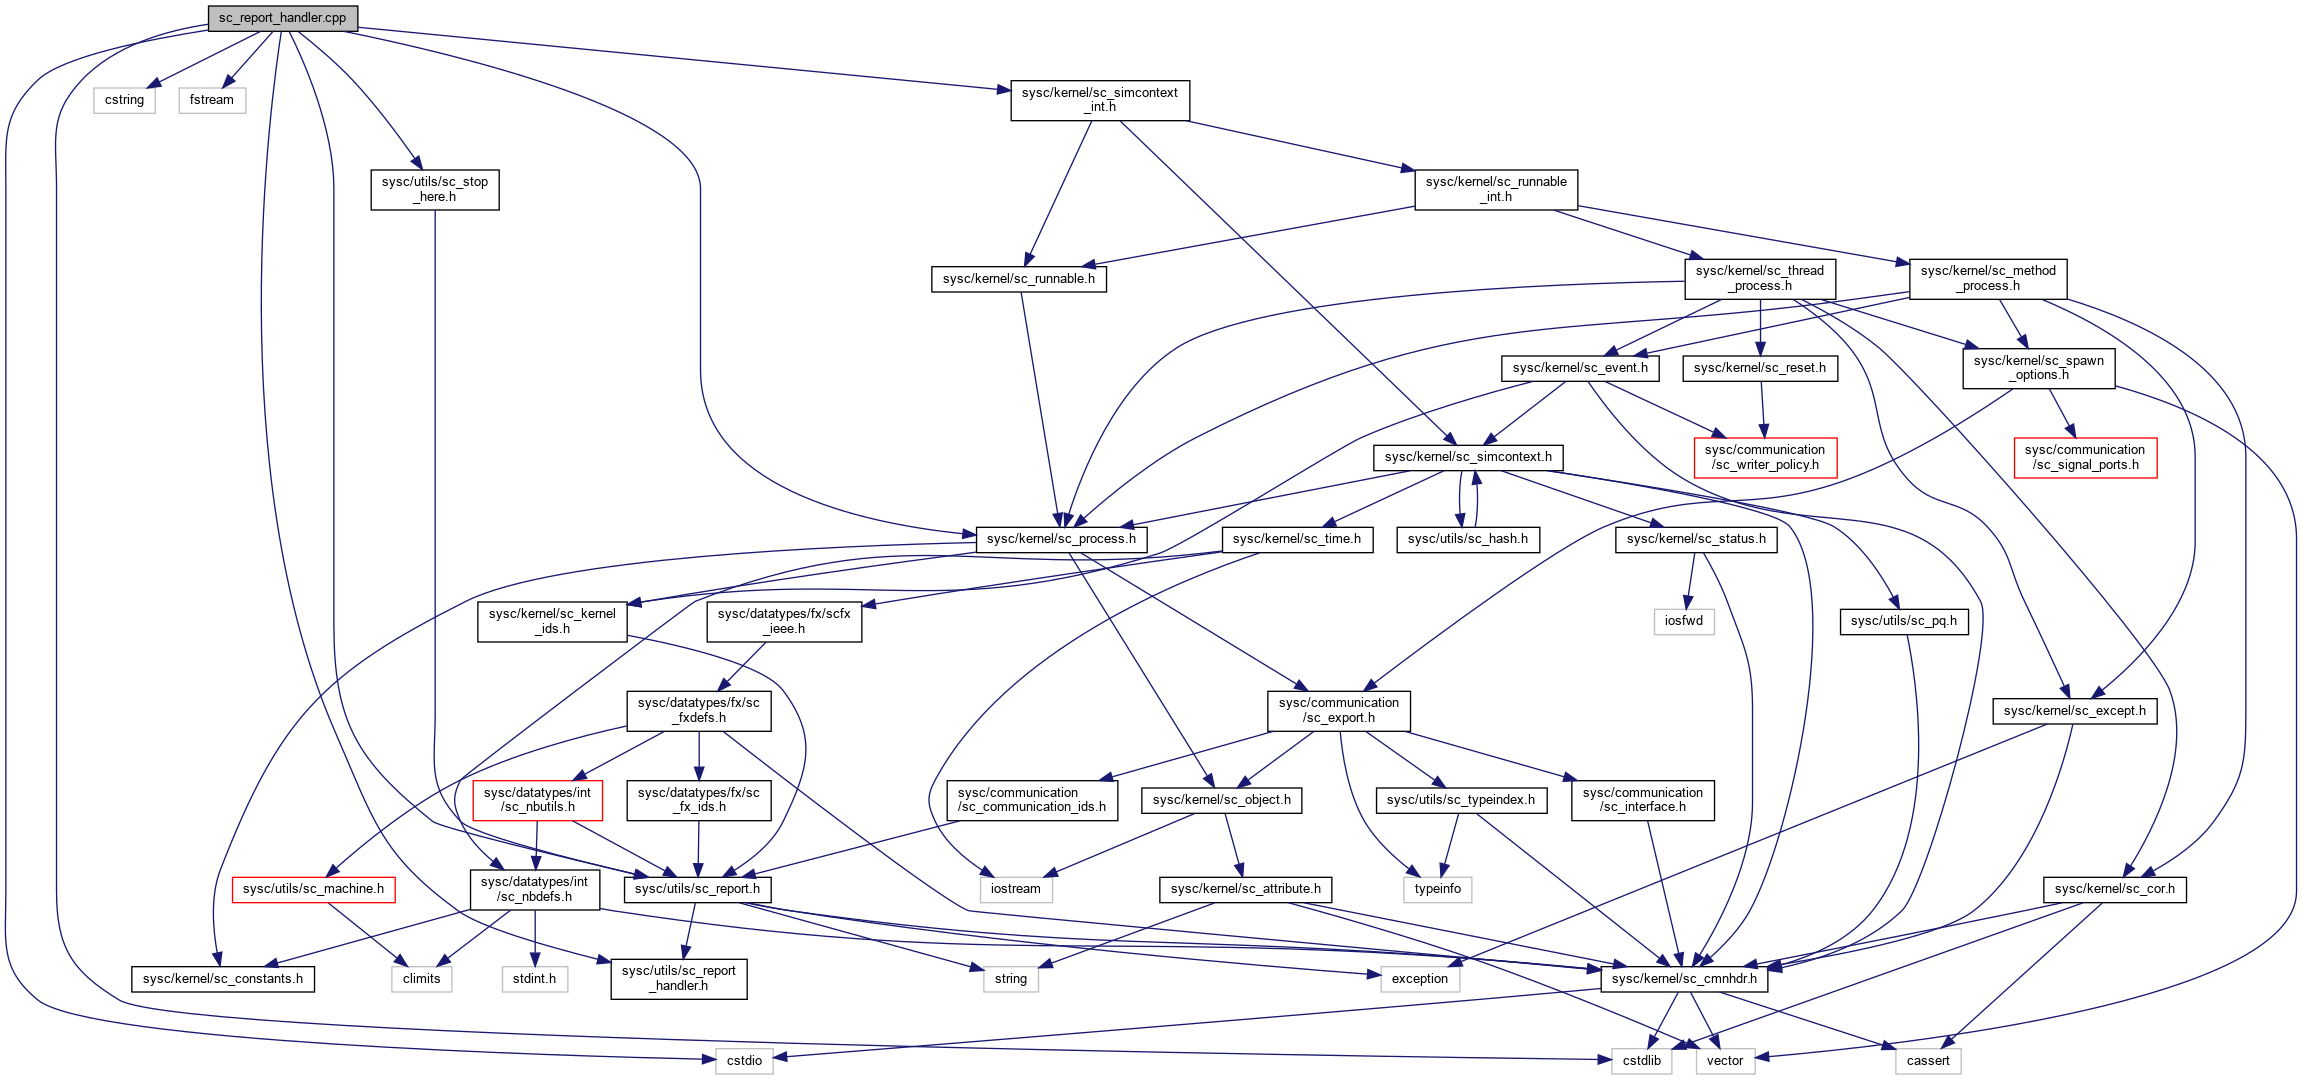 sc_report_handler.cpp
cstring
fstream
sysc/kernel/sc_simcontext
_int.h
sysc/utils/sc_stop
_here.h
sysc/kernel/sc_runnable
_int.h
sysc/kernel/sc_runnable.h
sysc/kernel/sc_thread
_process.h
sysc/kernel/sc_method
_process.h
sysc/kernel/sc_event.h
sysc/kernel/sc_reset.h
sysc/kernel/sc_spawn
_options.h
sysc/kernel/sc_simcontext.h
sysc/communication
/sc_writer_policy.h
sysc/communication
/sc_signal_ports.h
sysc/kernel/sc_process.h
sysc/kernel/sc_time.h
sysc/utils/sc_hash.h
sysc/kernel/sc_status.h
sysc/kernel/sc_kernel
_ids.h
sysc/datatypes/fx/scfx
_ieee.h
iosfwd
sysc/utils/sc_pq.h
sysc/datatypes/fx/sc
_fxdefs.h
sysc/communication
/sc_export.h
sysc/kernel/sc_except.h
sysc/datatypes/int
/sc_nbutils.h
sysc/datatypes/fx/sc
_fx_ids.h
sysc/communication
/sc_communication_ids.h
sysc/kernel/sc_object.h
sysc/utils/sc_typeindex.h
sysc/communication
/sc_interface.h
sysc/utils/sc_machine.h
sysc/datatypes/int
/sc_nbdefs.h
sysc/utils/sc_report.h
iostream
sysc/kernel/sc_attribute.h
typeinfo
sysc/kernel/sc_cor.h
sysc/kernel/sc_constants.h
climits
stdint.h
sysc/utils/sc_report
_handler.h
string
exception
sysc/kernel/sc_cmnhdr.h
cstdio
cstdlib
vector
cassert